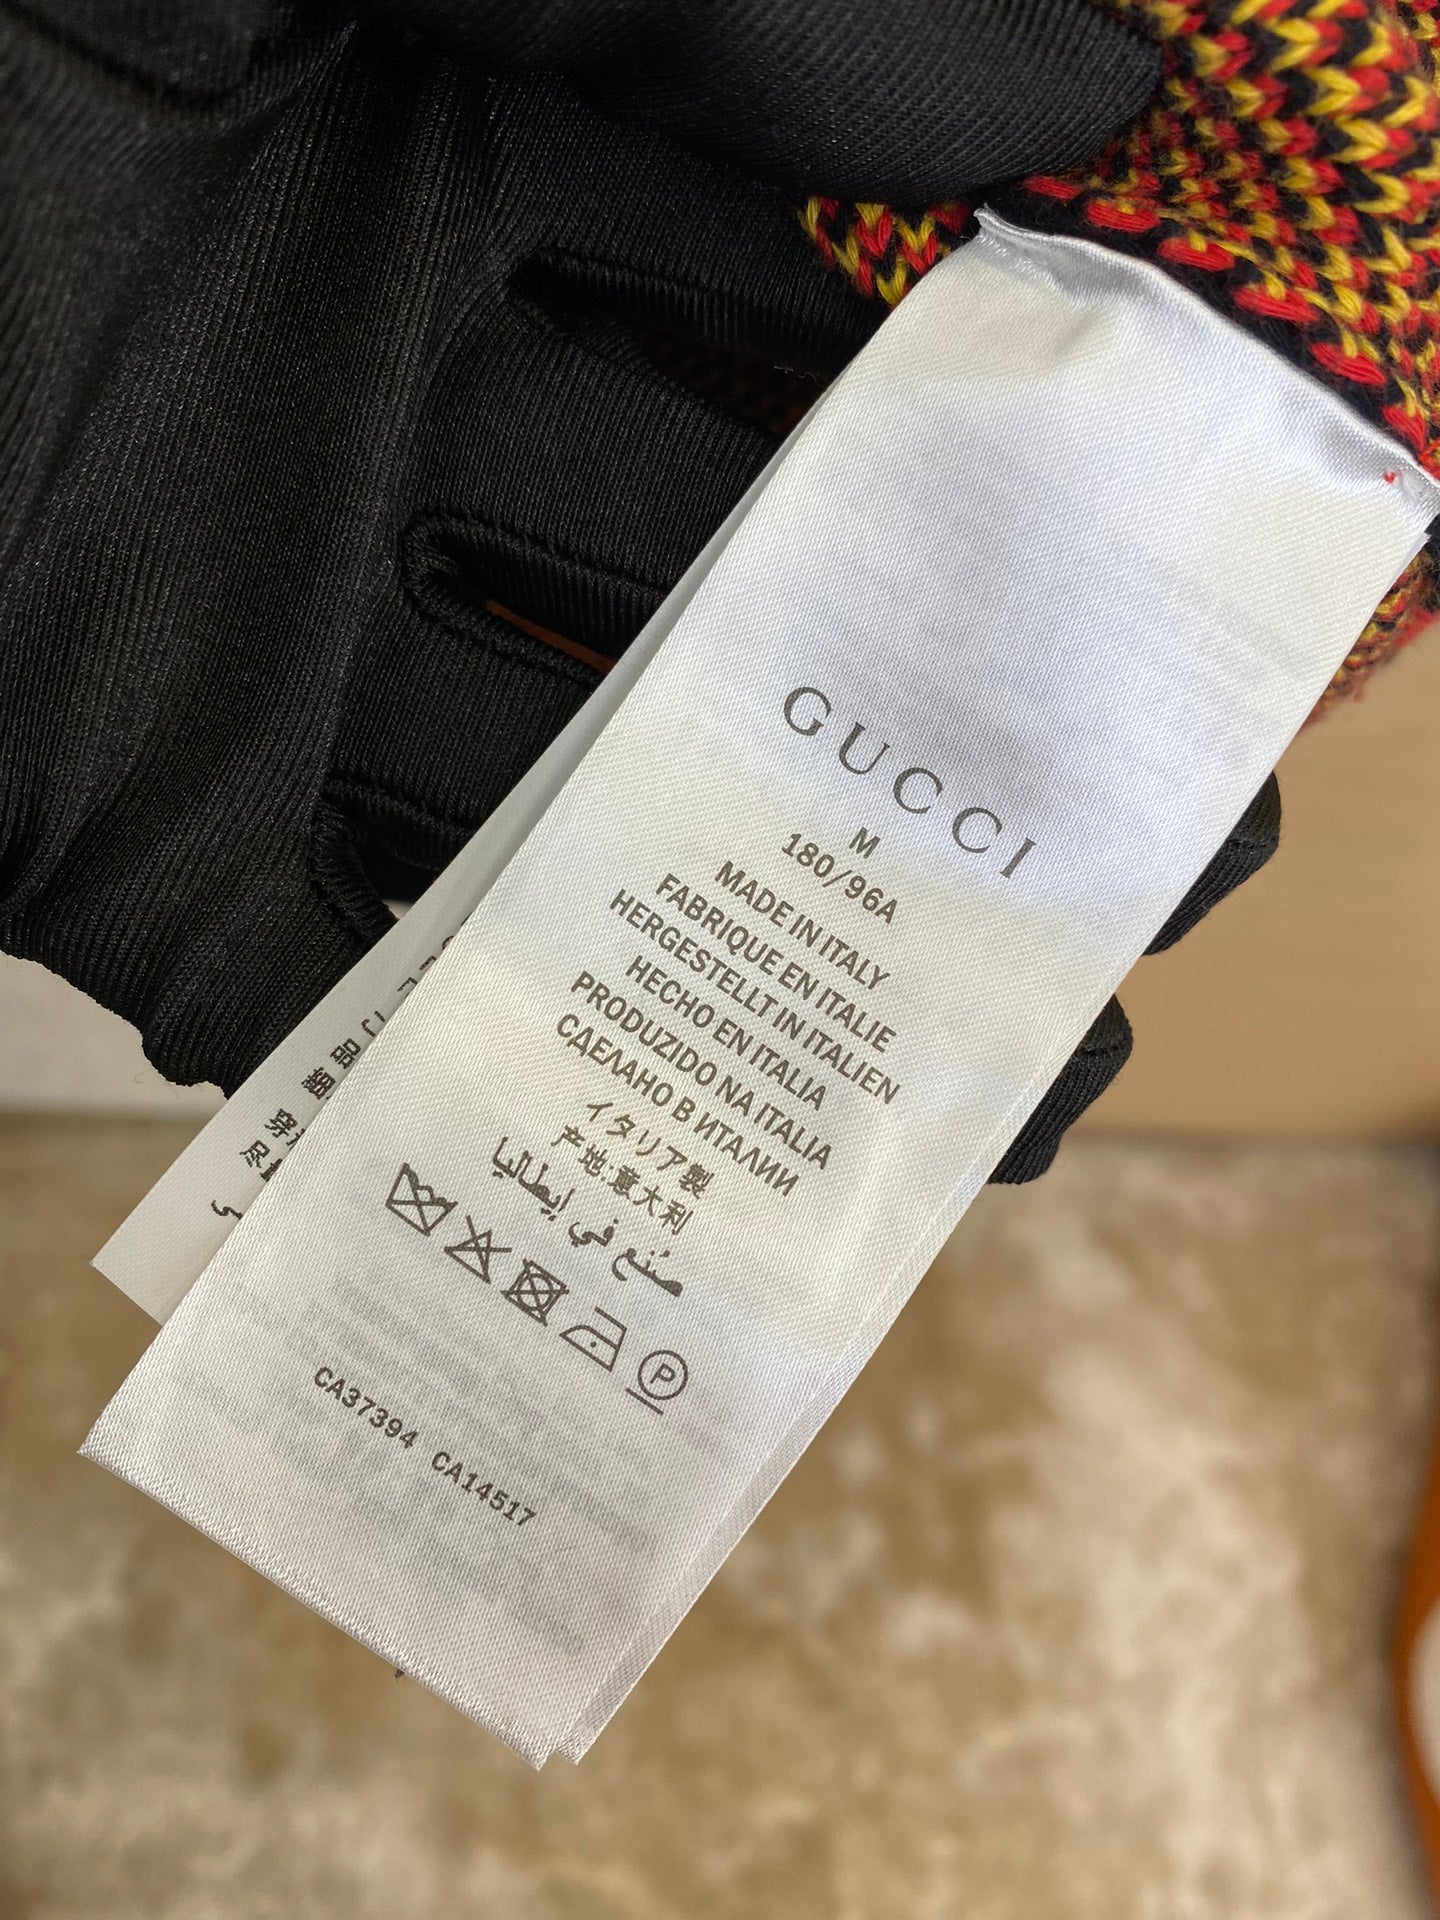 GUCCI
M
180/96A
MADE IN ITALY
FABRIQUE EN ITALIE
HERGESTELLT IN ITALIEN
HECHO EN ITALIA
PRODUZIDO NA ITALIA
СДЕЛАНО В ИТАЛИИ
イタリア製
产地:意大利
صُنع في إيطاليا
P
CA37394 CA14517